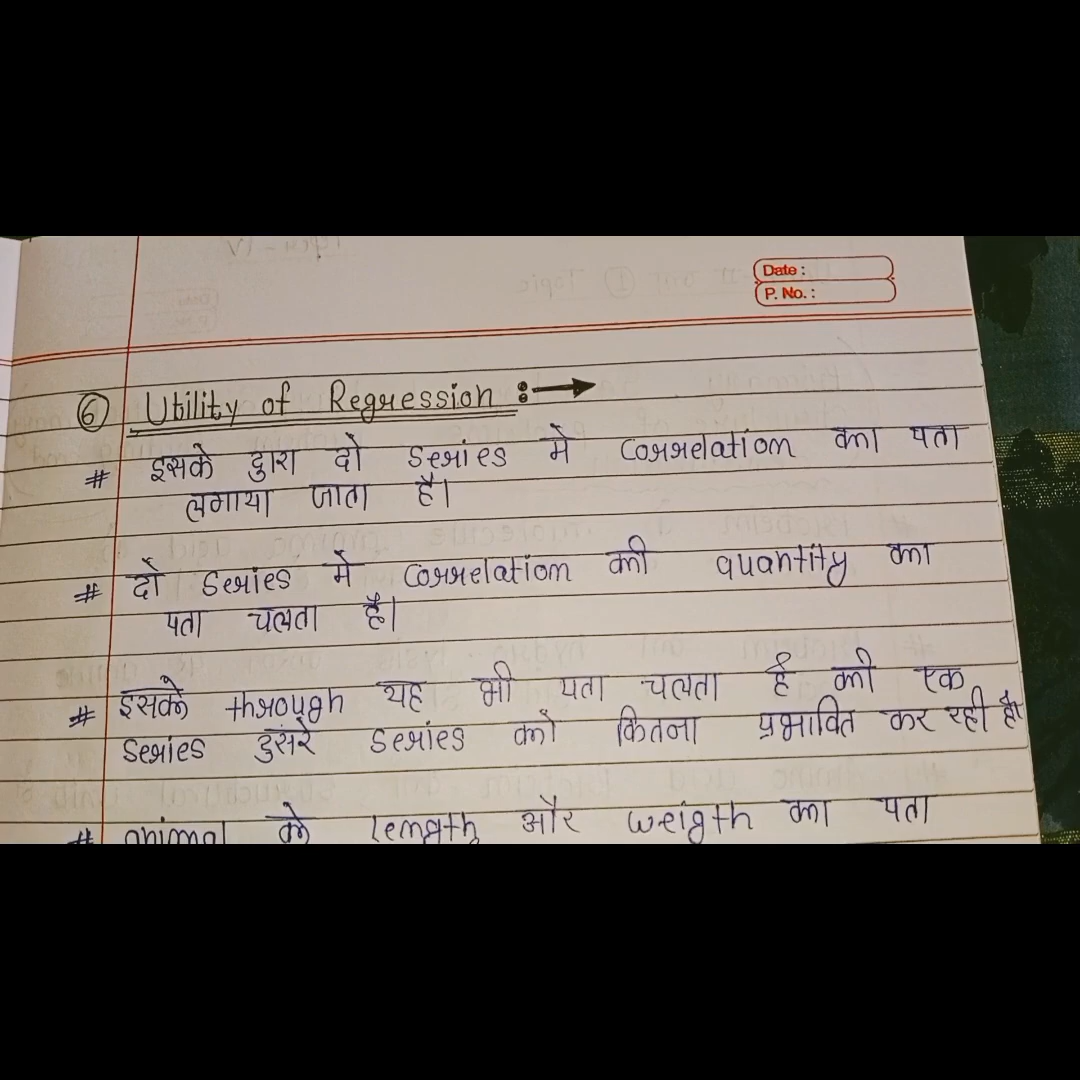 Date :
P. No. :
⑥ Utility of Regression :→
# इसके द्वारा दो series मे correlation का पता
लगाया जाता है।
# दो series मे correlation की quantity का
पता चलता है।
# इसके through यह भी पता चलता है की एक
series दुसरे series को कितना प्रभावित कर रही है।
# animal के length और weigth का पता